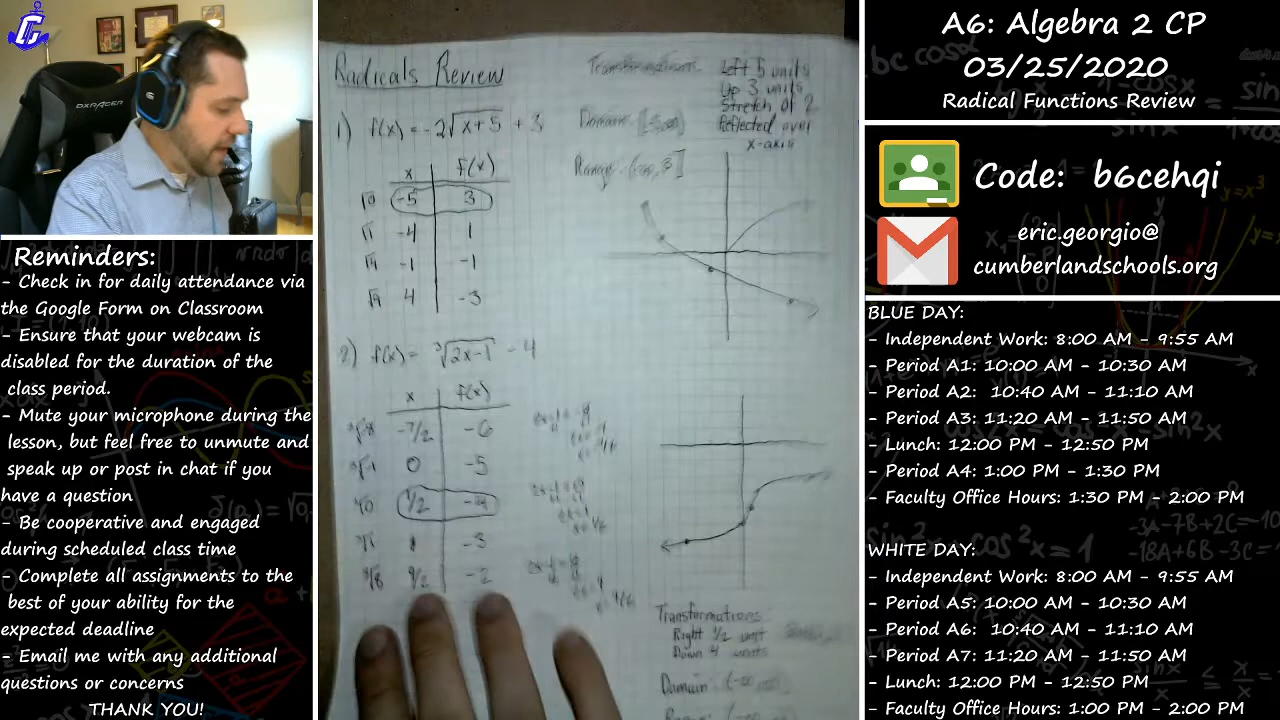 C
DXRACER
Reminders:
- Check in for daily attendance via
the Google Form on Classroom
- Ensure that your webcam is
disabled for the duration of the
class period.
- Mute your microphone during the
lesson, but feel free to unmute and
speak up or post in chat if you
have a question
- Be cooperative and engaged
during scheduled class time
- Complete all assignments to the
best of your ability for the
expected deadline
- Email me with any additional
questions or concerns
THANK YOU!
Radicals Review
1) f(x) = -2√x+5 + 3
x f(x)
√0 -5 3
√1 -4 1
√4 -1 -1
√9 4 -3
Transformations: Left 5 units
Up 3 units
Stretch of 2
Reflected over
x-axis
Domain:
Range: (-∞, 3]
2) f(x) = ³√2x-1 - 4
x f(x)
-7/2 -6
0 -5
1/2 -4
1 -3
9/2 -2
Transformations:
Right 1/2 unit
Down 4 units
Domain: (-∞
A6: Algebra 2 CP
03/25/2020
Radical Functions Review
Code: b6cehqi
eric.georgio@
cumberlandschools.org
BLUE DAY:
- Independent Work: 8:00 AM - 9:55 AM
- Period A1: 10:00 AM - 10:30 AM
- Period A2: 10:40 AM - 11:10 AM
- Period A3: 11:20 AM - 11:50 AM
- Lunch: 12:00 PM - 12:50 PM
- Period A4: 1:00 PM - 1:30 PM
- Faculty Office Hours: 1:30 PM - 2:00 PM
WHITE DAY:
- Independent Work: 8:00 AM - 9:55 AM
- Period A5: 10:00 AM - 10:30 AM
- Period A6: 10:40 AM - 11:10 AM
- Period A7: 11:20 AM - 11:50 AM
- Lunch: 12:00 PM - 12:50 PM
- Faculty Office Hours: 1:00 PM - 2:00 PM